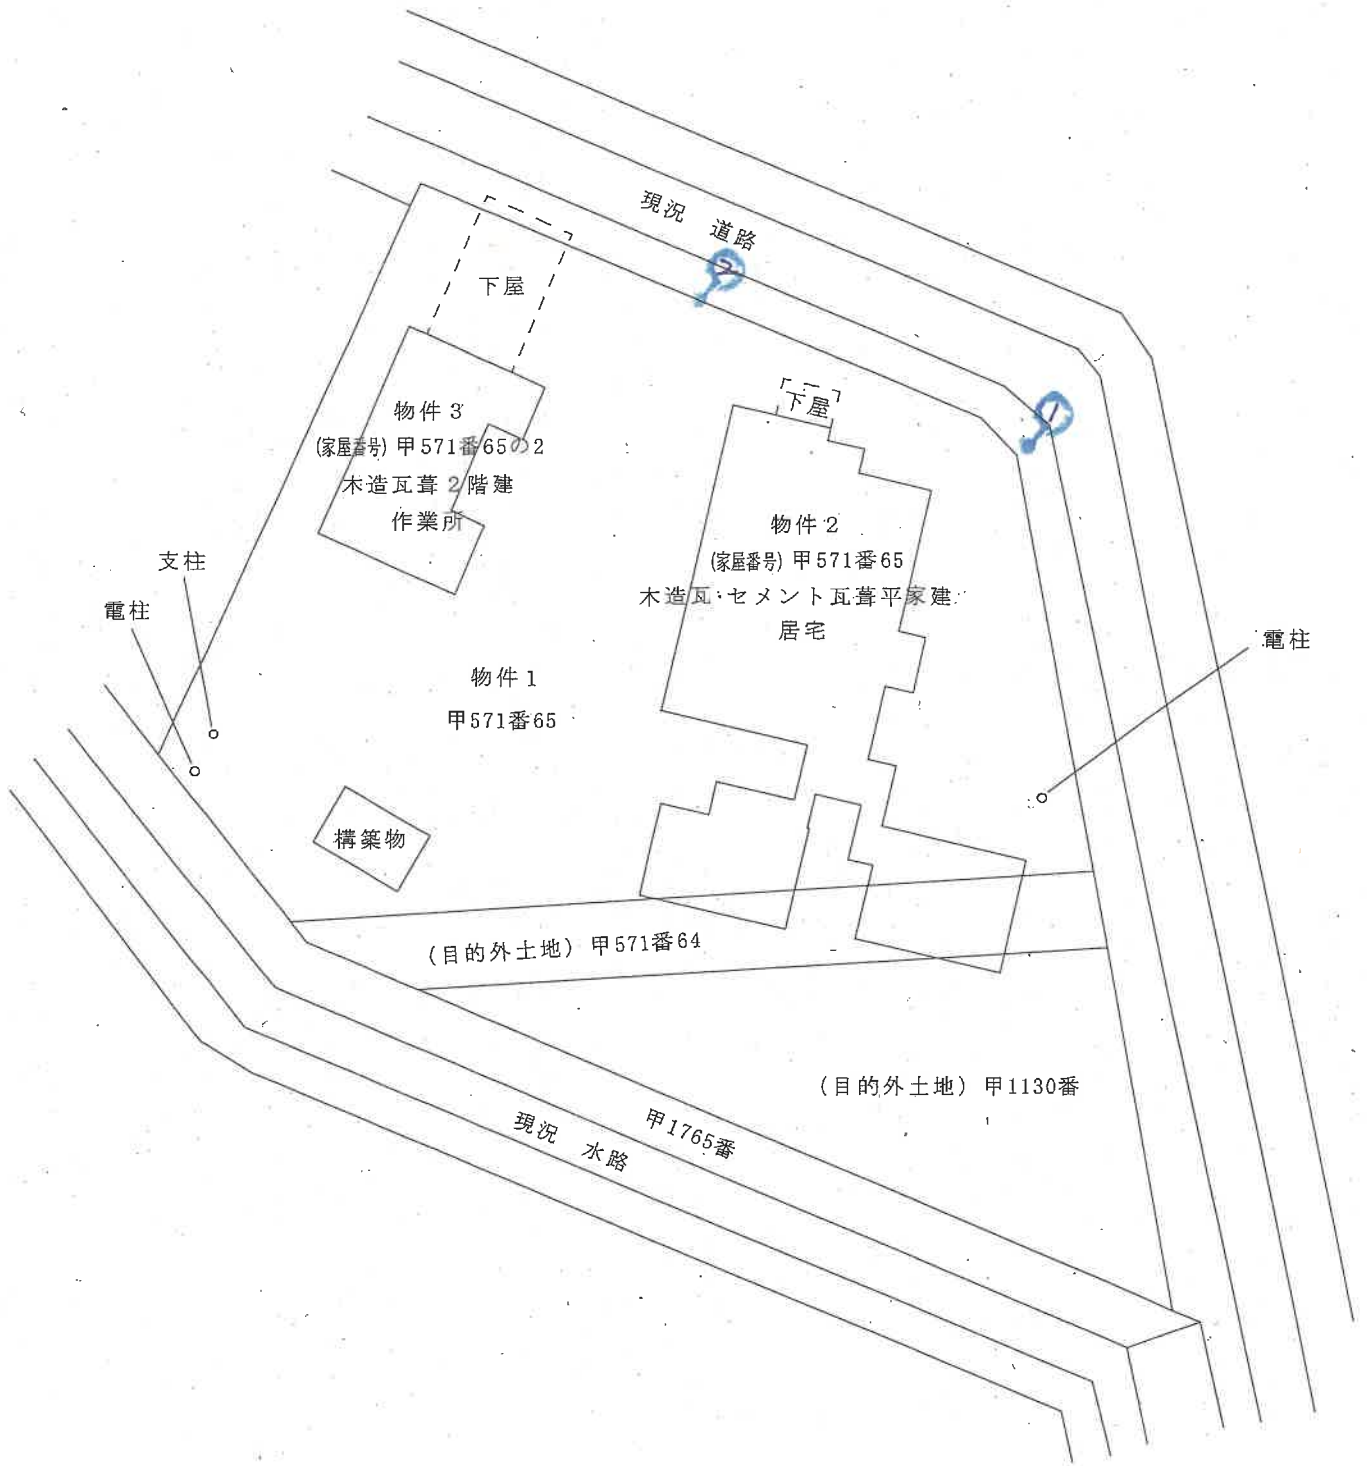 現況 道路
2
下屋
1
下屋
物件3
(家屋番号) 甲571番65の2
木造瓦葺2階建
作業所
物件2
(家屋番号) 甲571番65
木造瓦・セメント瓦葺平家建
居宅
支柱
電柱
電柱
物件1
甲571番65
構築物
(目的外土地) 甲571番64
(目的外土地) 甲1130番
甲1765番
現況 水路